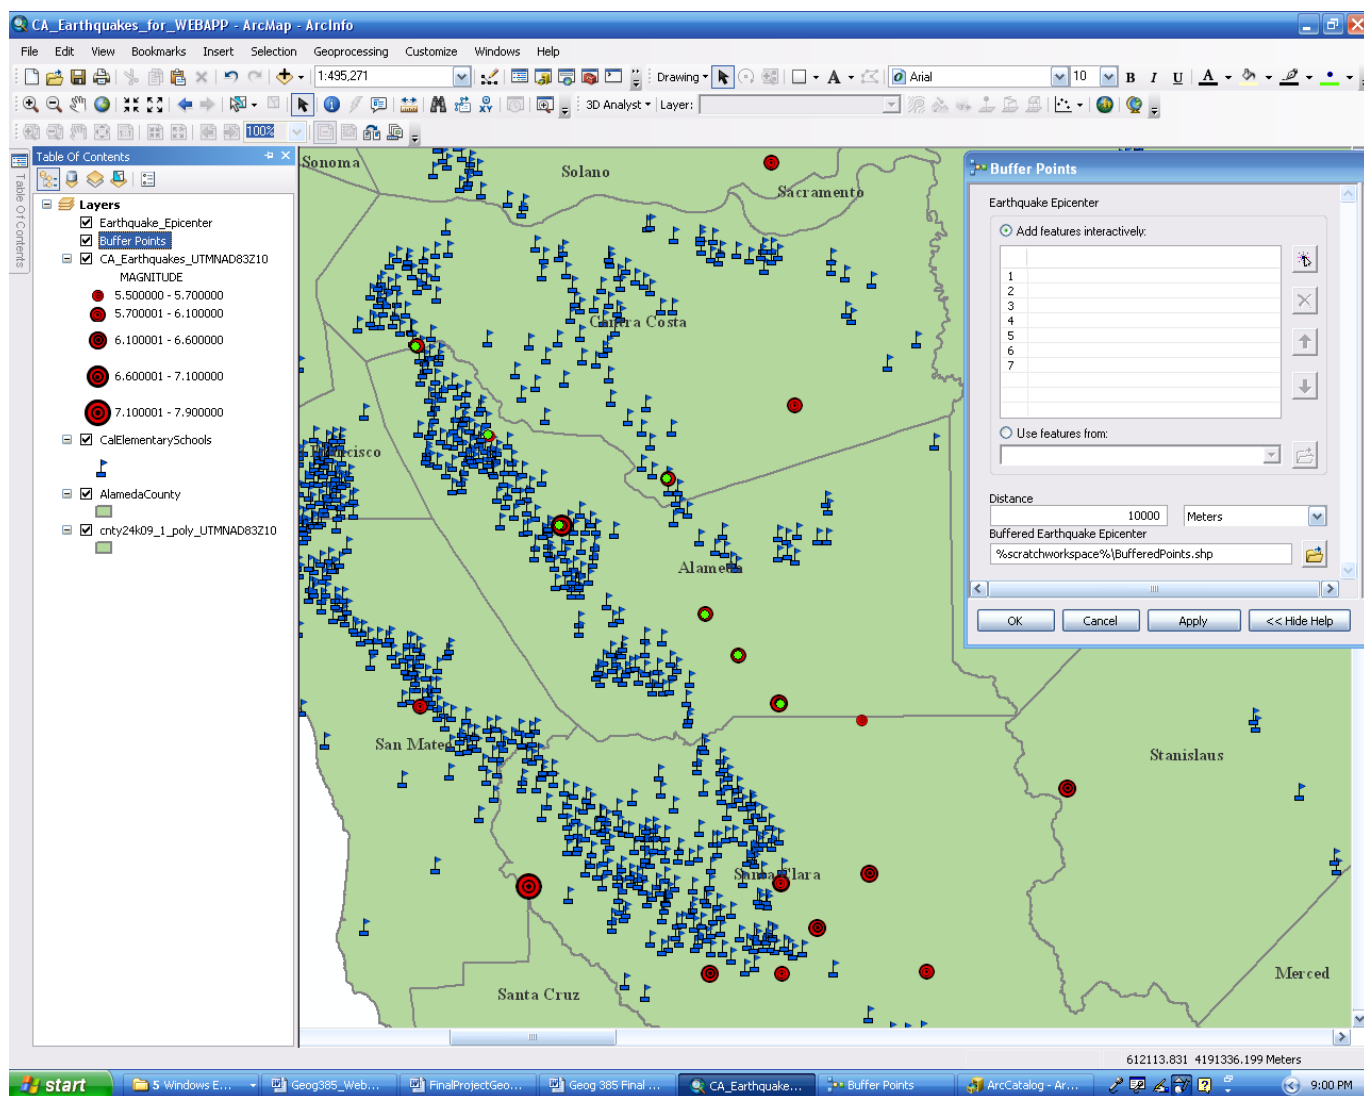 CA_Earthquakes_for_WEBAPP - ArcMap - ArcInfo
File Edit View Bookmarks Insert Selection Geoprocessing Customize Windows Help
1:495,271 Drawing A Arial 10 B I U A
3D Analyst Layer:
100%
Table Of Contents
Table Of Contents
Layers
Earthquake_Epicenter
Buffer Points
CA_Earthquakes_UTMNAD83Z10
MAGNITUDE
5.500000 - 5.700000
5.700001 - 6.100000
6.100001 - 6.600000
6.600001 - 7.100000
7.100001 - 7.900000
CalElementarySchools
AlamedaCounty
cnty24k09_1_poly_UTMNAD83Z10
Sonoma
Solano
Sacramento
Contra Costa
Alameda
San Mateo
Stanislaus
Santa Clara
Santa Cruz
Merced
Buffer Points
Earthquake Epicenter
Add features interactively:
1
2
3
4
5
6
7
Use features from:
Distance
10000 Meters
Buffered Earthquake Epicenter
%scratchworkspace%\BufferedPoints.shp
OK Cancel Apply << Hide Help
612113.831 4191336.199 Meters
start 5 Windows E... Geog385_Web... FinalProjectGeo... Geog 385 Final ... CA_Earthquake... Buffer Points ArcCatalog - Ar... 9:00 PM